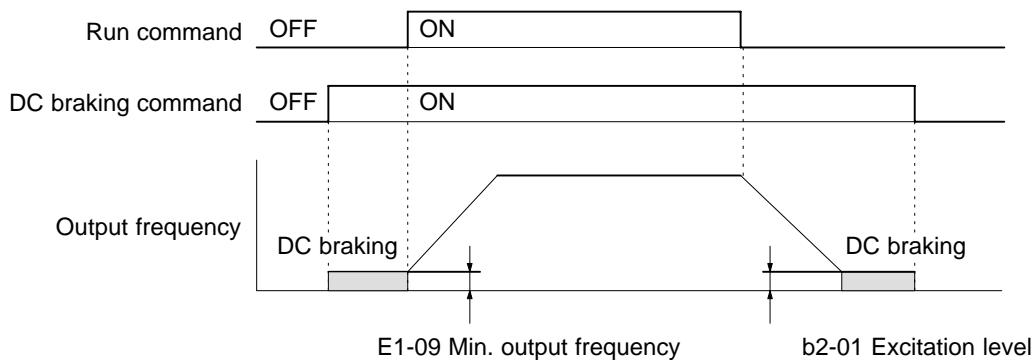 Run command OFF ON
DC braking command OFF ON
Output frequency
DC braking DC braking
E1-09 Min. output frequency b2-01 Excitation level